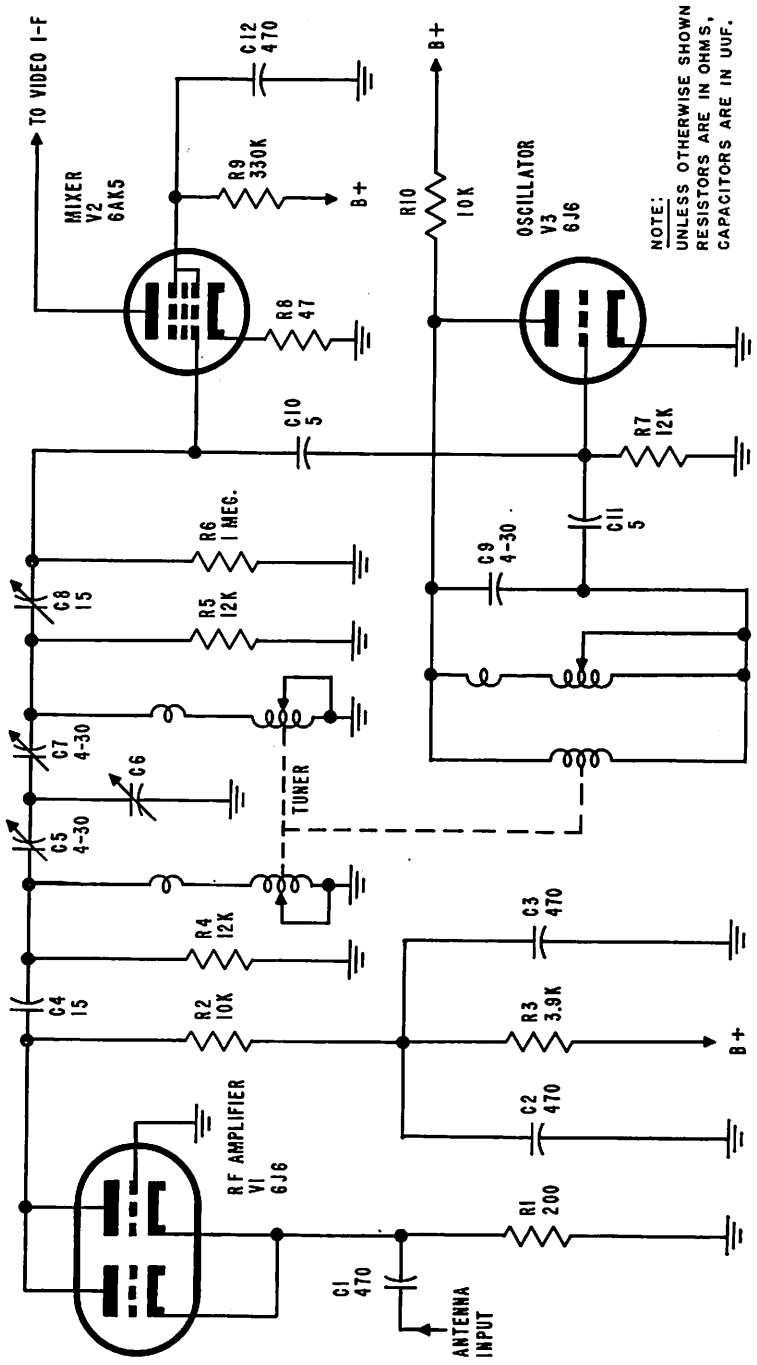 TO VIDEO I-F
MIXER
V2
6AK5
C12
470
R9
330K
B+
R8
47
C10
5
C8
15
R6
1 MEG.
R5
12K
C7
4-30
C6
C5
4-30
TUNER
R4
12K
C4
15
R2
10K
RF AMPLIFIER
V1
6J6
C1
470
ANTENNA
INPUT
R1
200
C2
470
R3
3.9K
B+
C3
470
C9
4-30
C11
5
R7
12K
R10
10K
B+
OSCILLATOR
V3
6J6
NOTE:
UNLESS OTHERWISE SHOWN
RESISTORS ARE IN OHMS,
CAPACITORS ARE IN UUF.